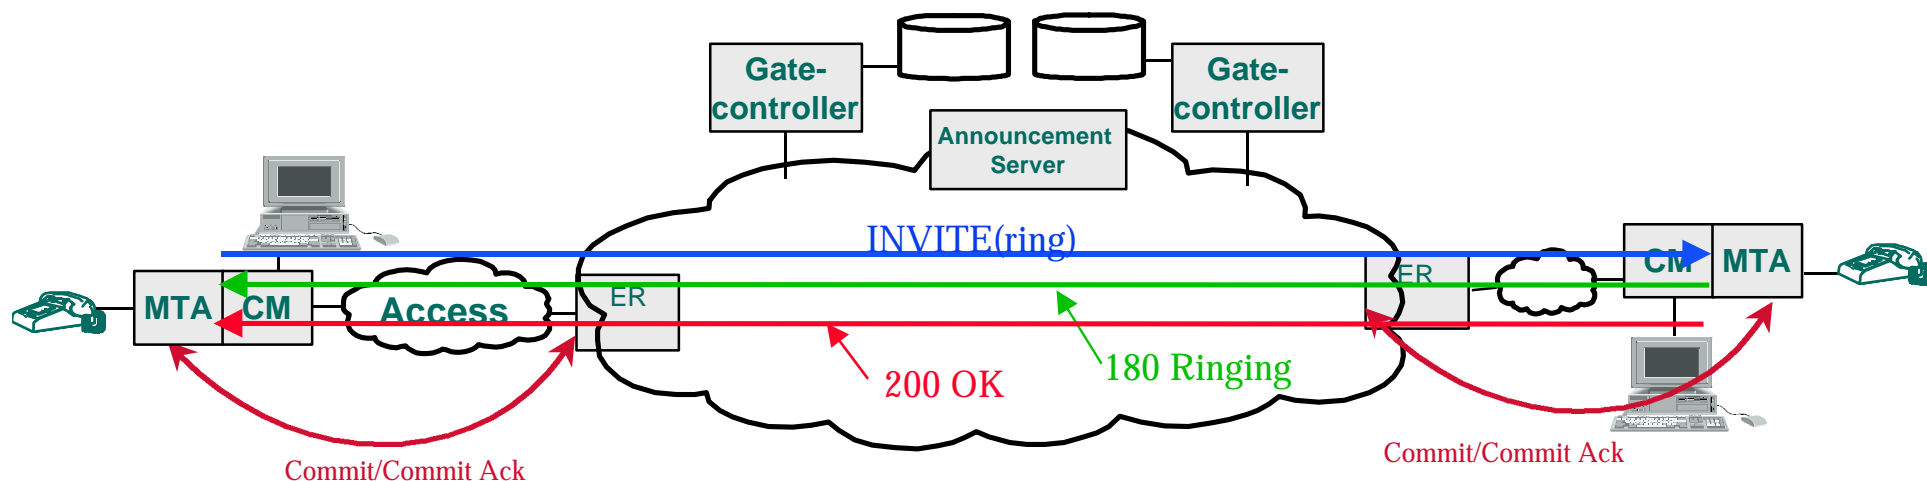 Gate-
controller
Gate-
controller
Announcement
Server
INVITE(ring)
MTA
CM
Access
ER
ER
CM
MTA
200 OK
180 Ringing
Commit/Commit Ack
Commit/Commit Ack